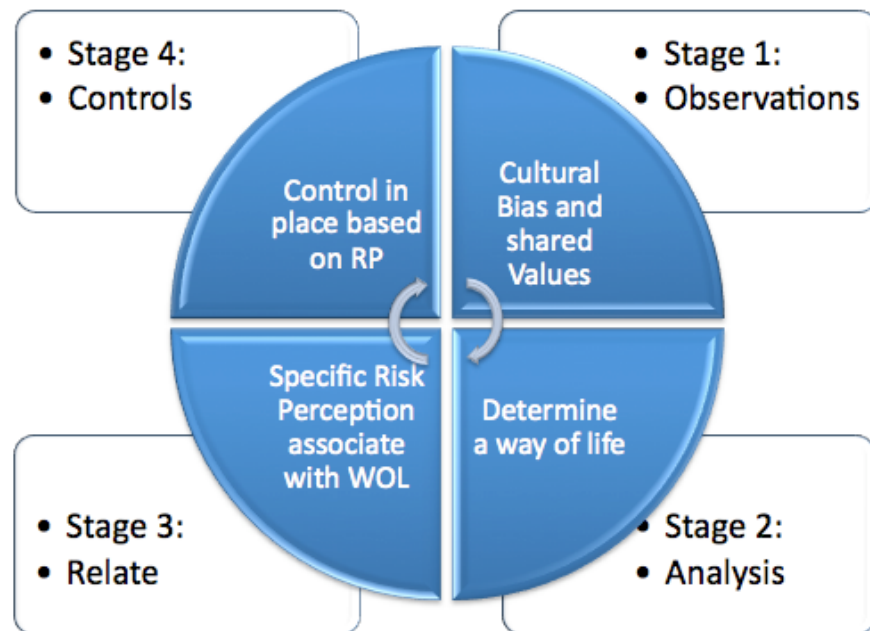 • Stage 4:
• Controls
• Stage 1:
• Observations
Control in
place based
on RP
Cultural
Bias and
shared
Values
Specific Risk
Perception
associate
with WOL
Determine
a way of life
• Stage 3:
• Relate
• Stage 2:
• Analysis